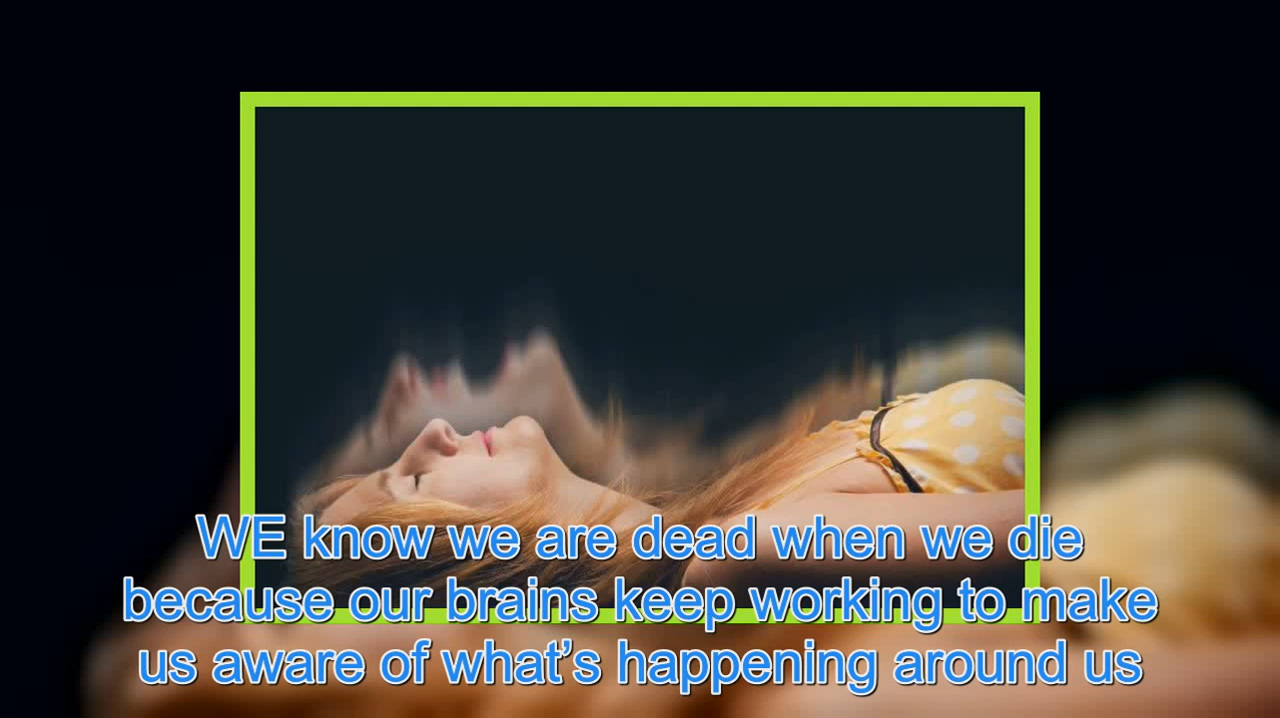 WE know we are dead when we die
because our brains keep working to make
us aware of what’s happening around us